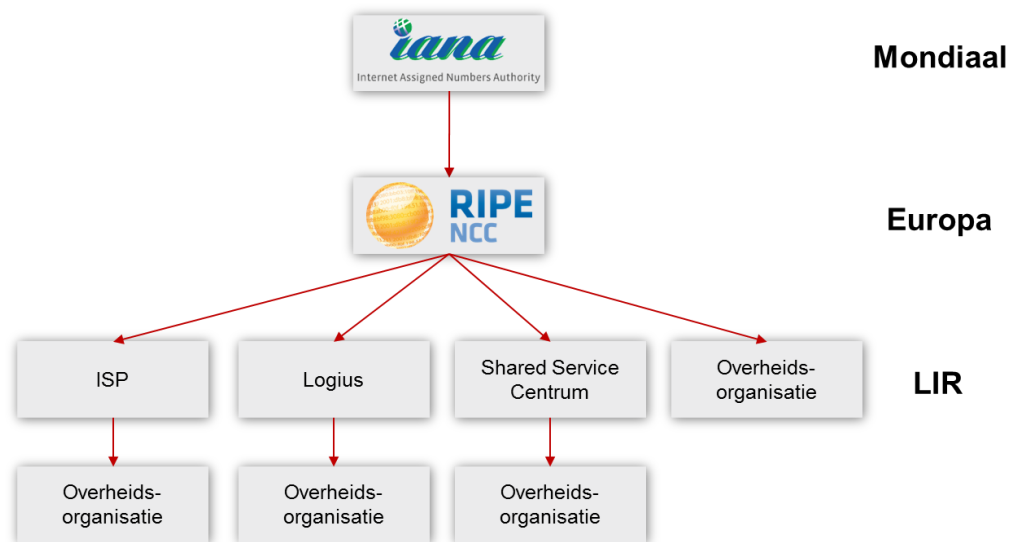 iana
Internet Assigned Numbers Authority
Mondiaal
RIPE
NCC
Europa
ISP
Logius
Shared Service
Centrum
Overheids-
organisatie
LIR
Overheids-
organisatie
Overheids-
organisatie
Overheids-
organisatie